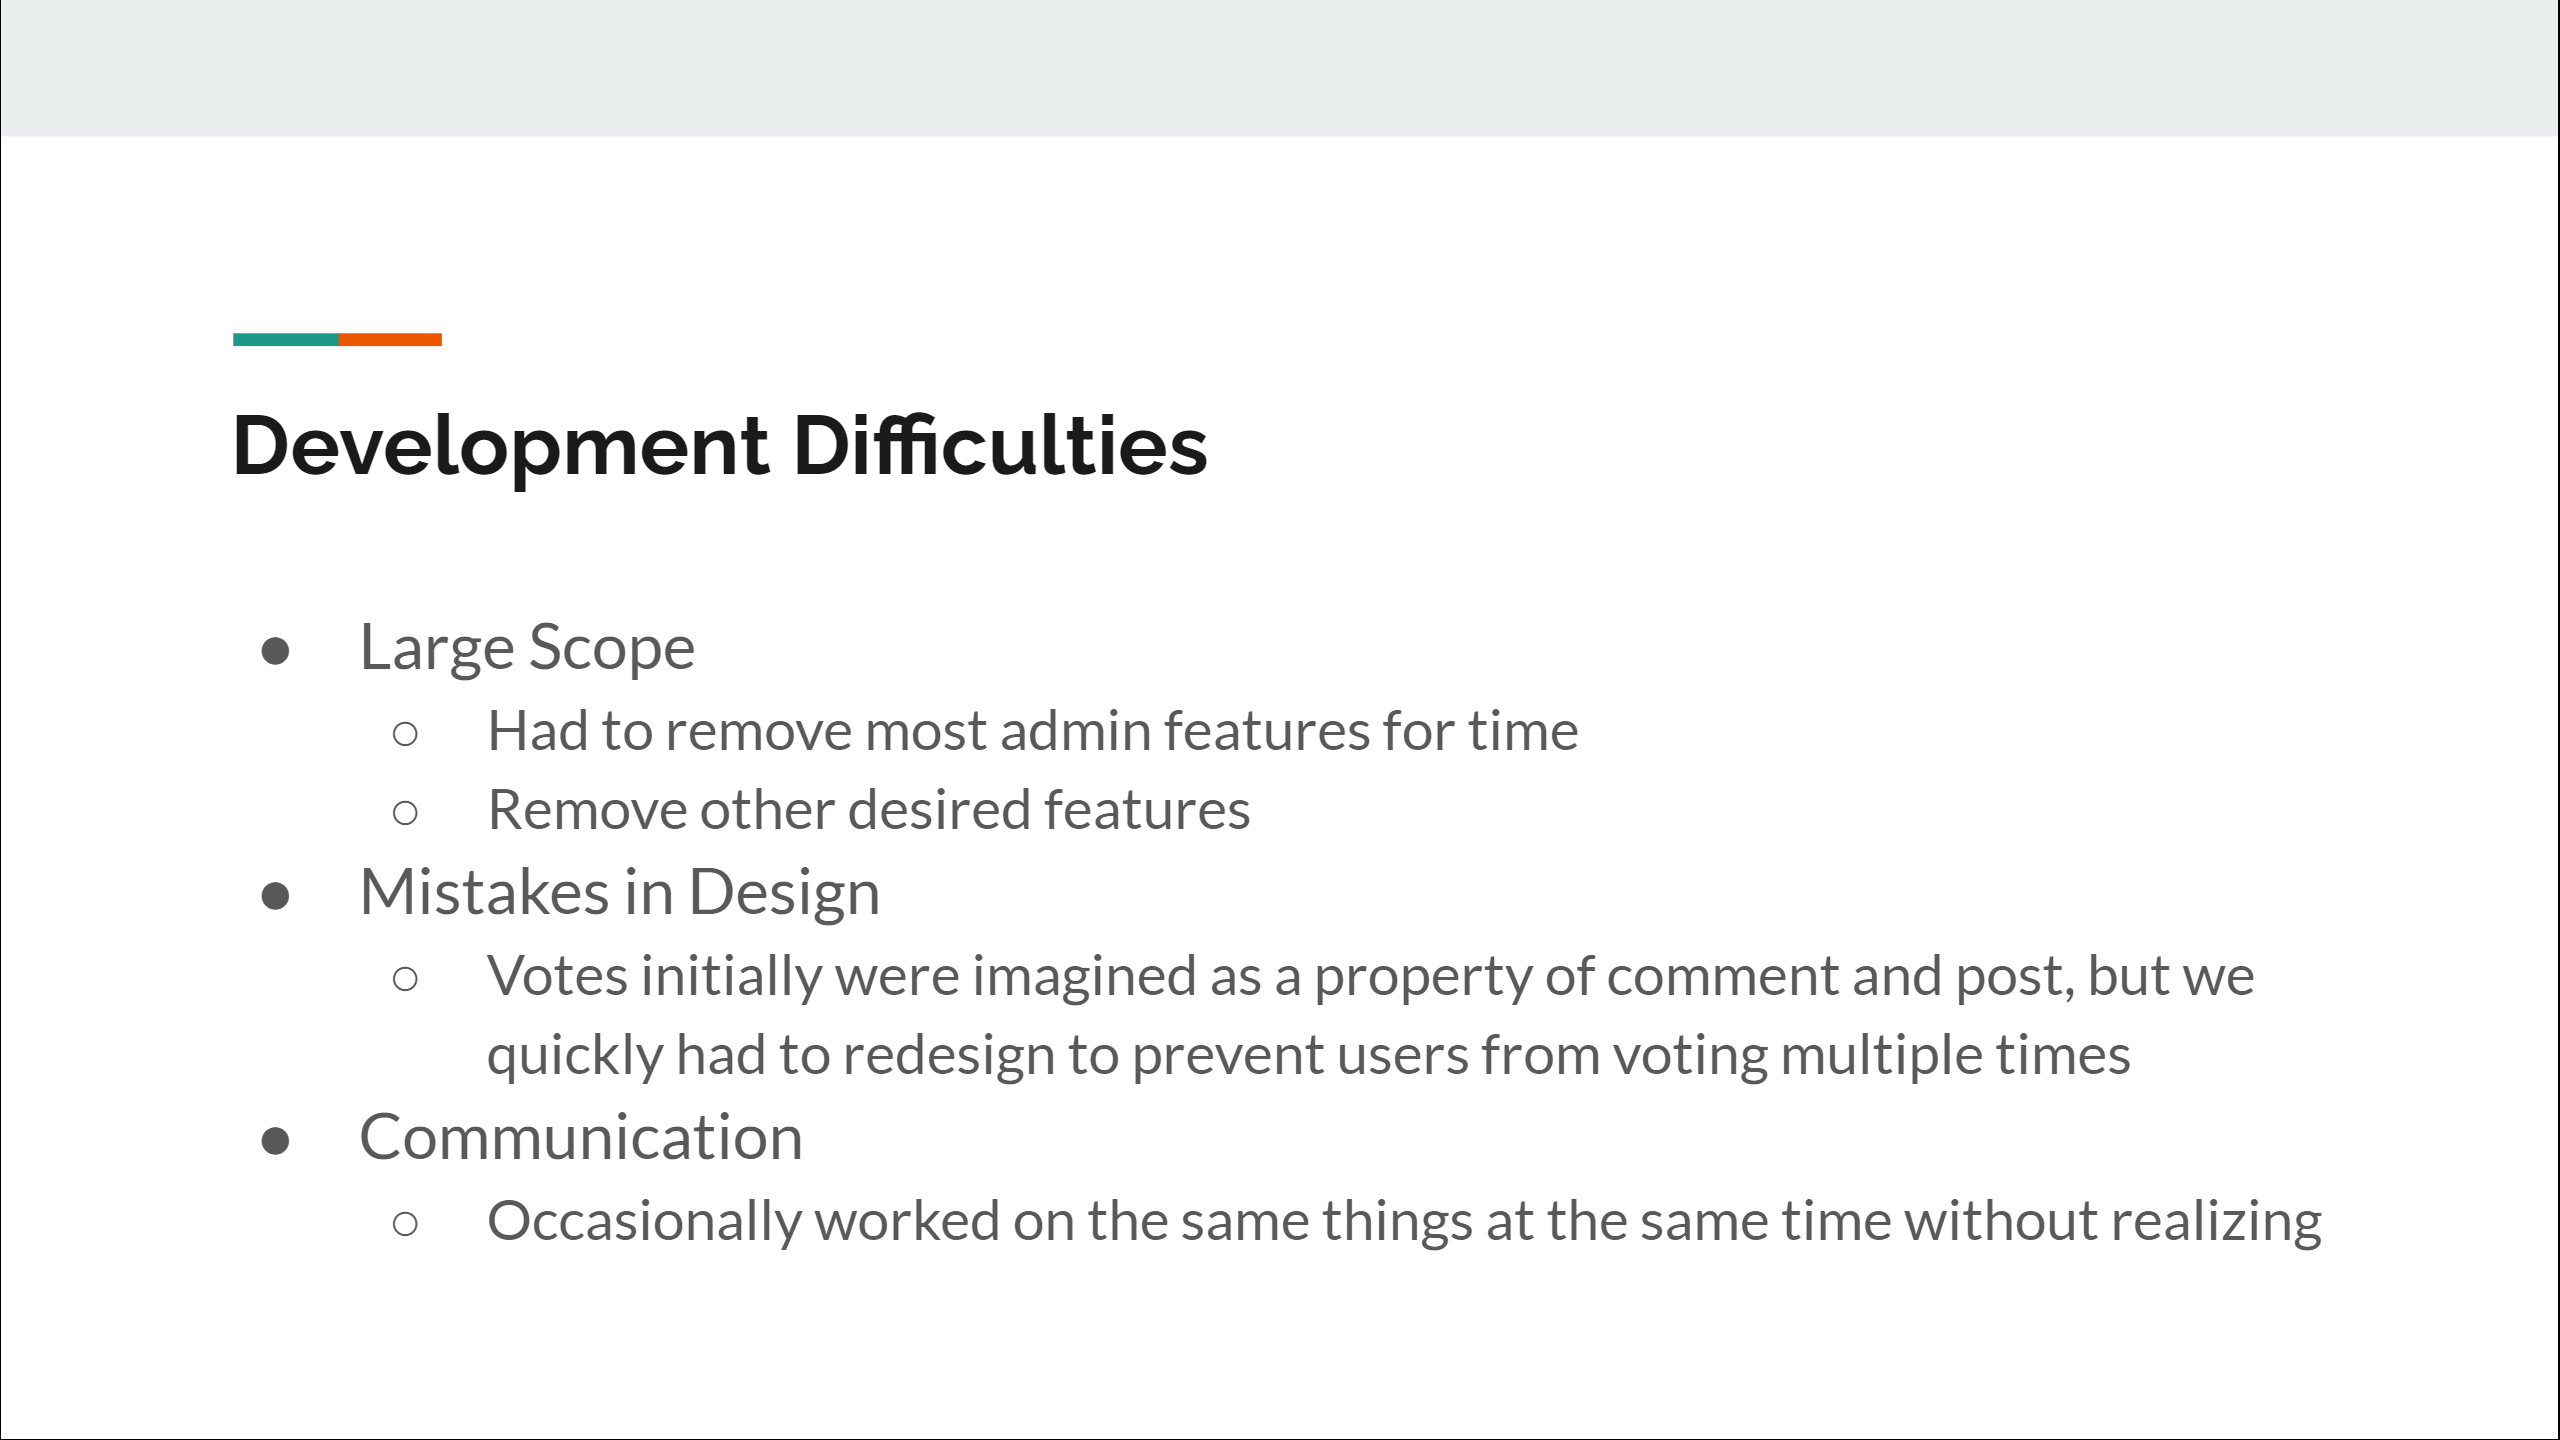 Development Difficulties
● Large Scope
○ Had to remove most admin features for time
○ Remove other desired features
● Mistakes in Design
○ Votes initially were imagined as a property of comment and post, but we
quickly had to redesign to prevent users from voting multiple times
● Communication
○ Occasionally worked on the same things at the same time without realizing